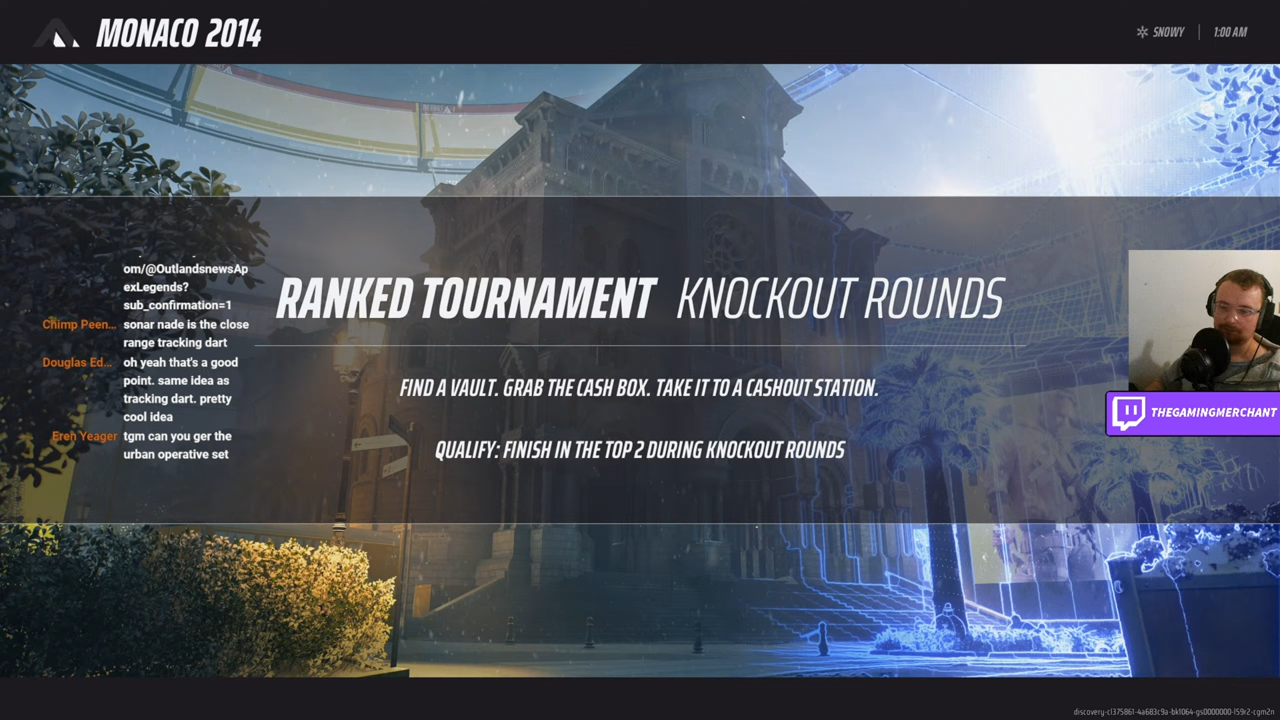 MONACO 2014
SNOWY
1:00 AM
om/@OutlandsnewsAp
exLegends?
sub_confirmation=1
Chimp Peen... sonar nade is the close
range tracking dart
Douglas Ed... oh yeah that's a good
point. same idea as
tracking dart. pretty
cool idea
Eren Yeager tgm can you ger the
urban operative set
RANKED TOURNAMENT KNOCKOUT ROUNDS
FIND A VAULT. GRAB THE CASH BOX. TAKE IT TO A CASHOUT STATION.
QUALIFY: FINISH IN THE TOP 2 DURING KNOCKOUT ROUNDS
THEGAMINGMERCHANT